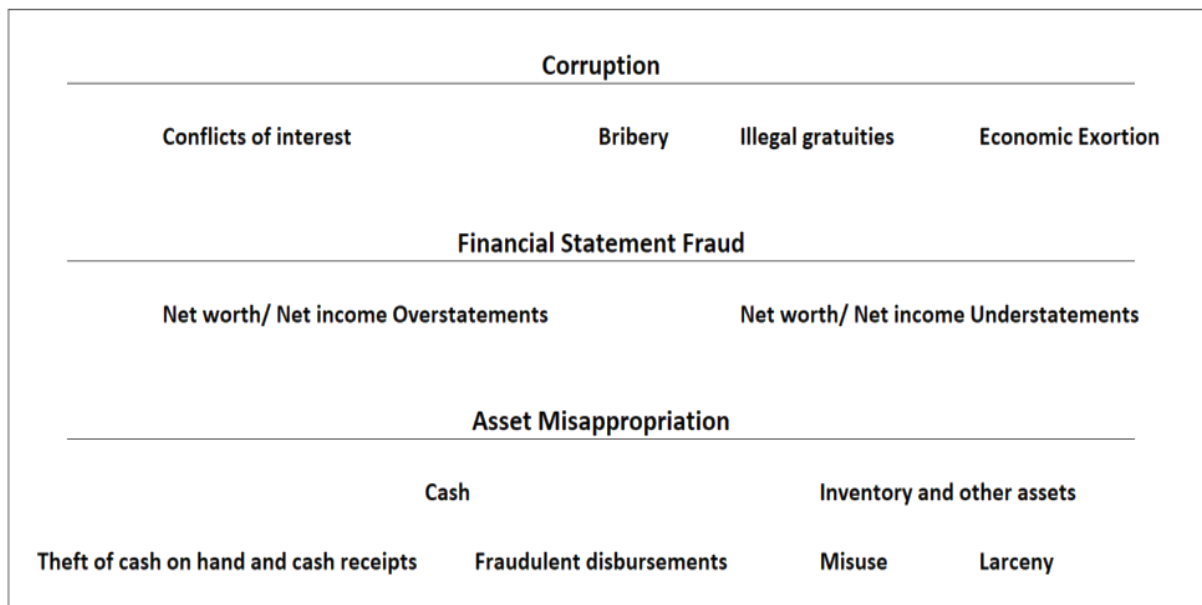 Corruption
Conflicts of interest Bribery Illegal gratuities Economic Exortion
Financial Statement Fraud
Net worth/ Net income Overstatements Net worth/ Net income Understatements
Asset Misappropriation
Cash Inventory and other assets
Theft of cash on hand and cash receipts Fraudulent disbursements Misuse Larceny